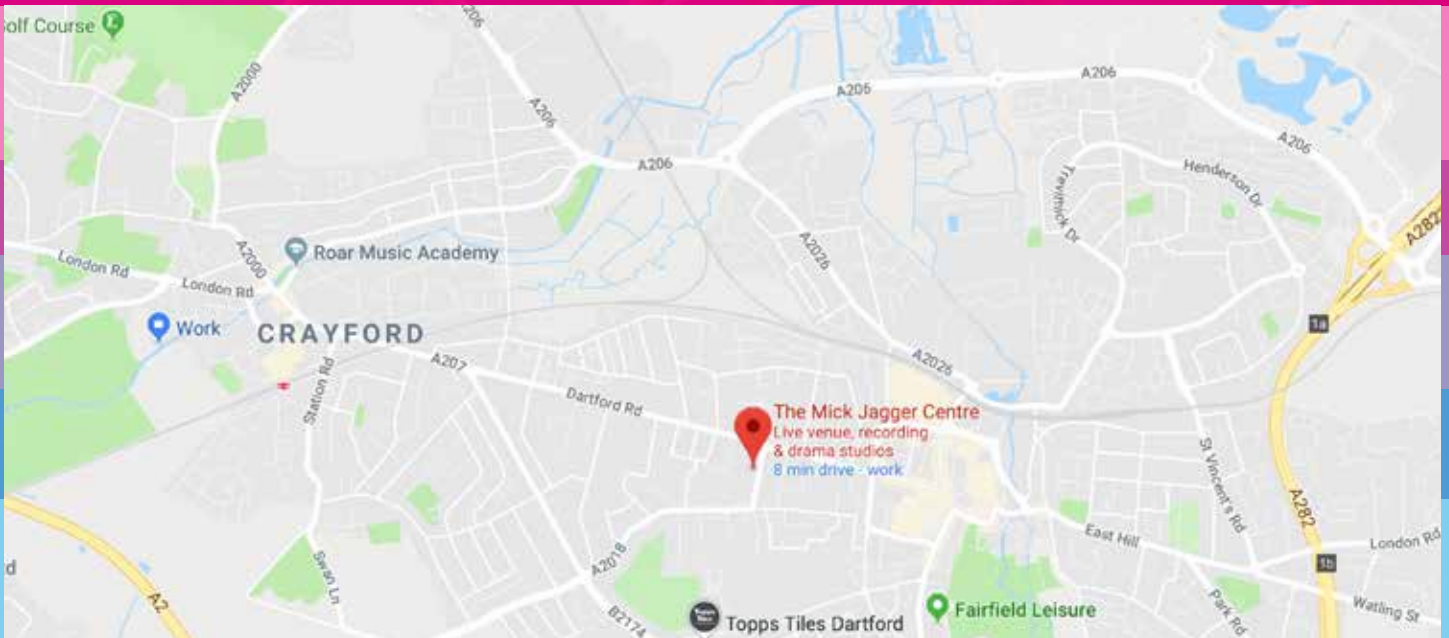 olf Course
A206
A2000
A206
A206
A206
A206
A206
Trevithick Dr
Henderson Dr
A282
London Rd
A2000
London Rd
Roar Music Academy
A2026
Work
CRAYFORD
1a
A207
Station Rd
A2026
Dartford Rd
The Mick Jagger Centre
Live venue, recording
& drama studios
8 min drive - work
St Vincent's Rd
A282
East Hill
London Rd
1b
A2018
Swan Ln
d
A2
B2174
Topps Tiles Dartford
Fairfield Leisure
Park Rd
Watling St